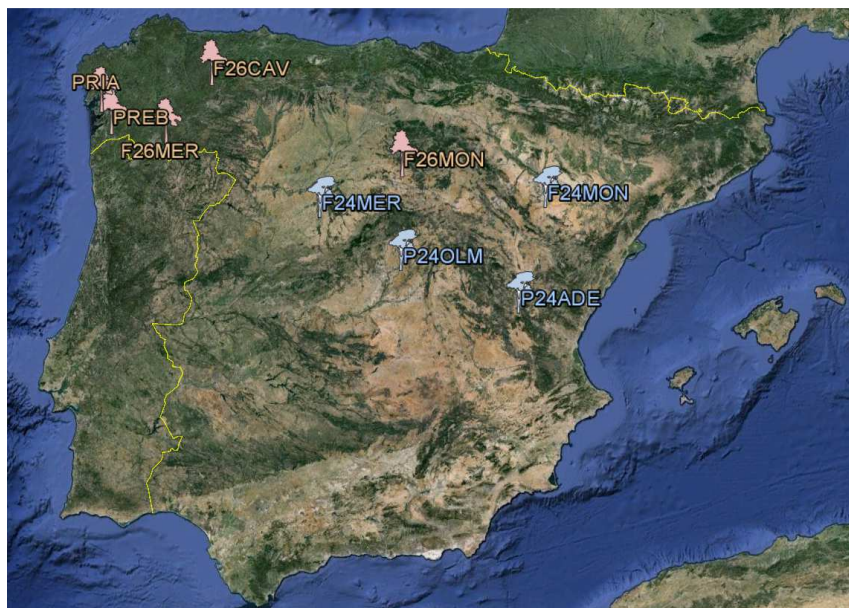 F26CAV
PRIA
PREB
F26MER
F26MON
F24MER
F24MON
P24OLM
P24ADE